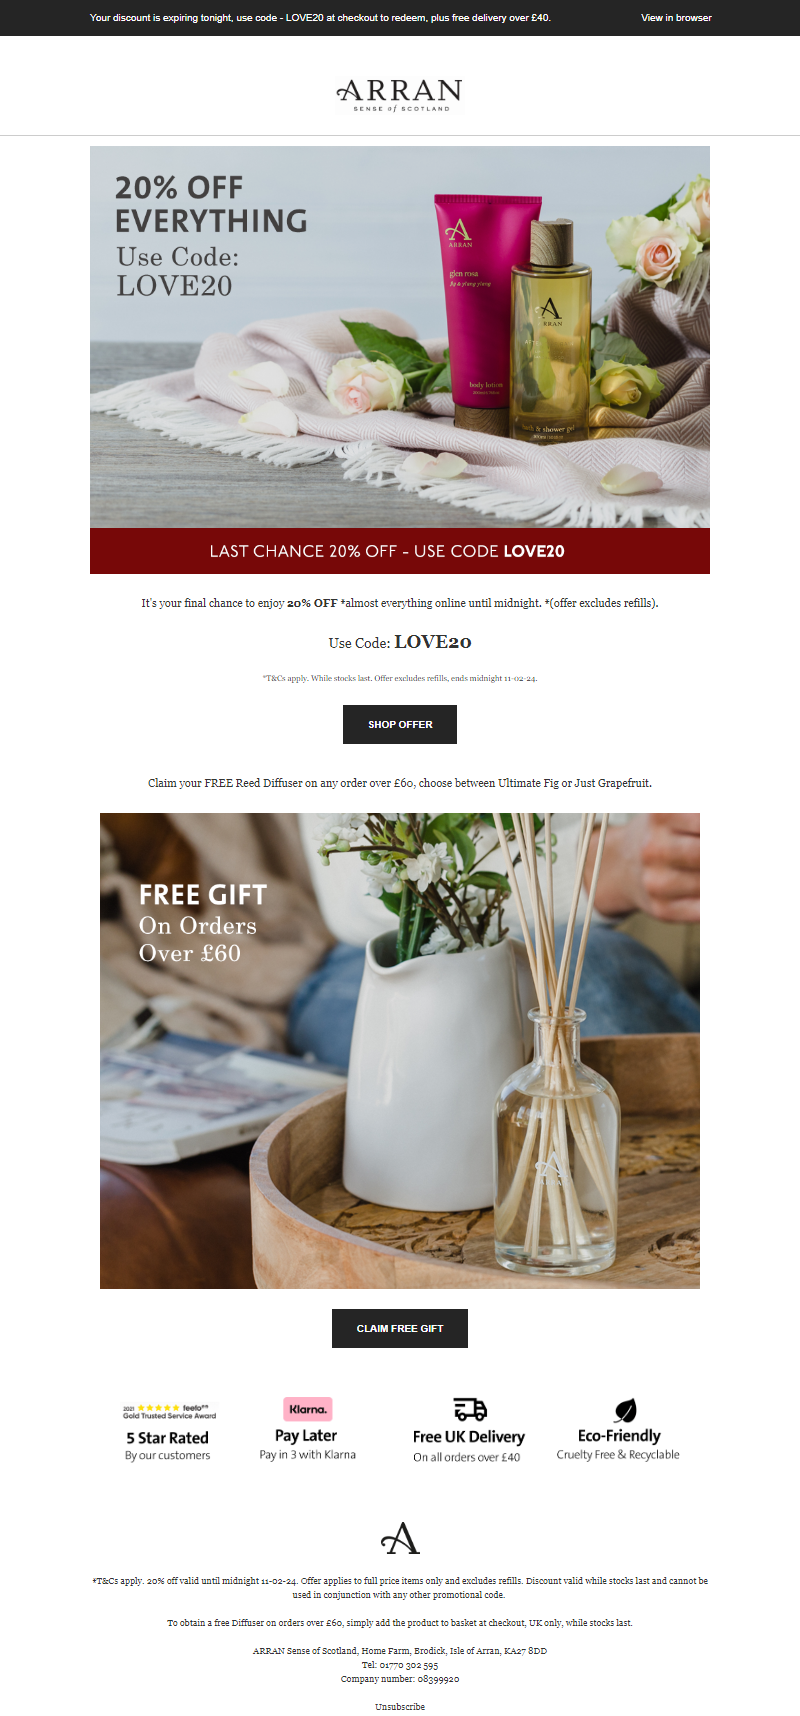 Your discount is expiring tonight, use code - LOVE20 at checkout to redeem, plus free delivery over £40.
View in browser
ARRAN
SENSE of SCOTLAND
20% OFF
EVERYTHING
Use Code:
LOVE20
ARRAN
glen rosa
body lotion
bath & shower gel
LAST CHANCE 20% OFF - USE CODE LOVE20
It's your final chance to enjoy 20% OFF *almost everything online until midnight. *(offer excludes refills).
Use Code: LOVE20
*T&Cs apply. While stocks last. Offer excludes refills, ends midnight 11-02-24.
SHOP OFFER
Claim your FREE Reed Diffuser on any order over £60, choose between Ultimate Fig or Just Grapefruit.
FREE GIFT
On Orders
Over £60
CLAIM FREE GIFT
2021 feefo
Gold Trusted Service Award
5 Star Rated
By our customers
Klarna.
Pay Later
Pay in 3 with Klarna
Free UK Delivery
On all orders over £40
Eco-Friendly
Cruelty Free & Recyclable
A
*T&Cs apply. 20% off valid until midnight 11-02-24. Offer applies to full price items only and excludes refills. Discount valid while stocks last and cannot be
used in conjunction with any other promotional code.
To obtain a free Diffuser on orders over £60, simply add the product to basket at checkout, UK only, while stocks last.
ARRAN Sense of Scotland, Home Farm, Brodick, Isle of Arran, KA27 8DD
Tel: 01770 302 595
Company number: 08399920
Unsubscribe